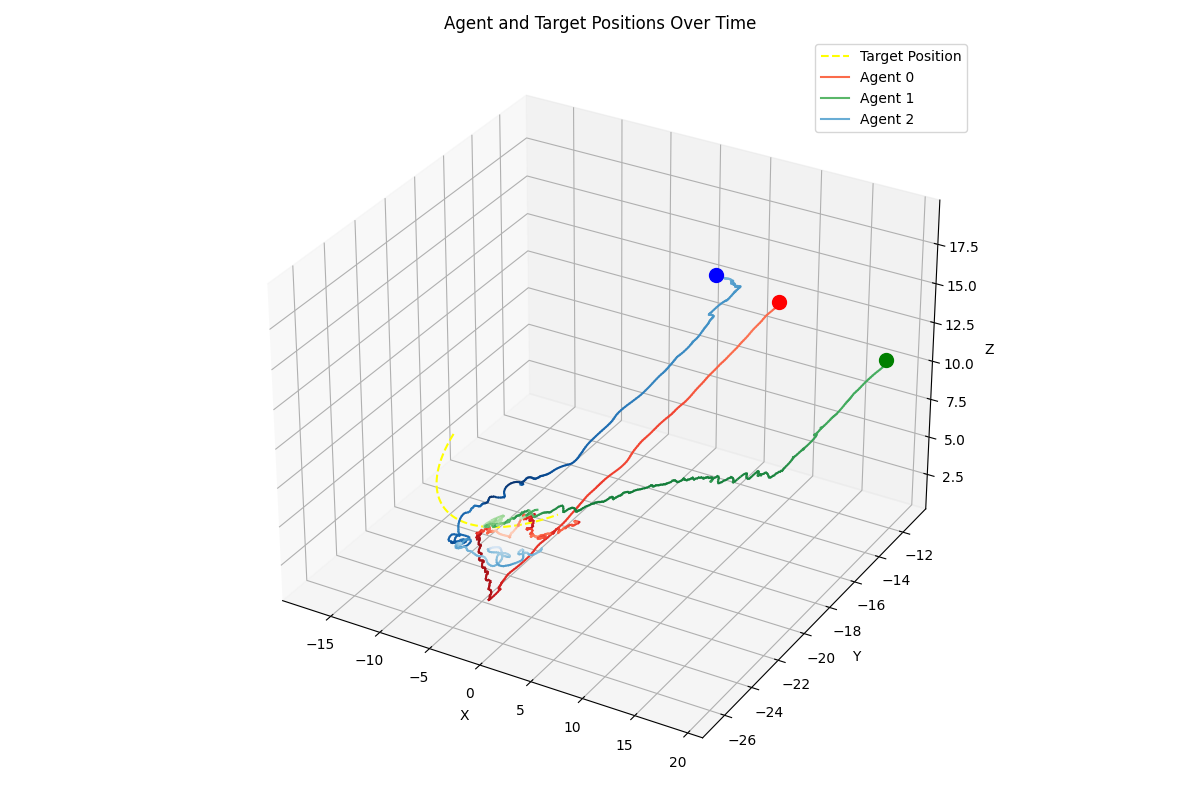 Agent and Target Positions Over Time
Target Position
Agent 0
Agent 1
Agent 2
17.5
15.0
12.5
10.0
7.5
5.0
2.5
Z
−12
−14
−16
−18
−20
−22
−24
−26
Y
−15
−10
−5
0
5
10
15
20
X